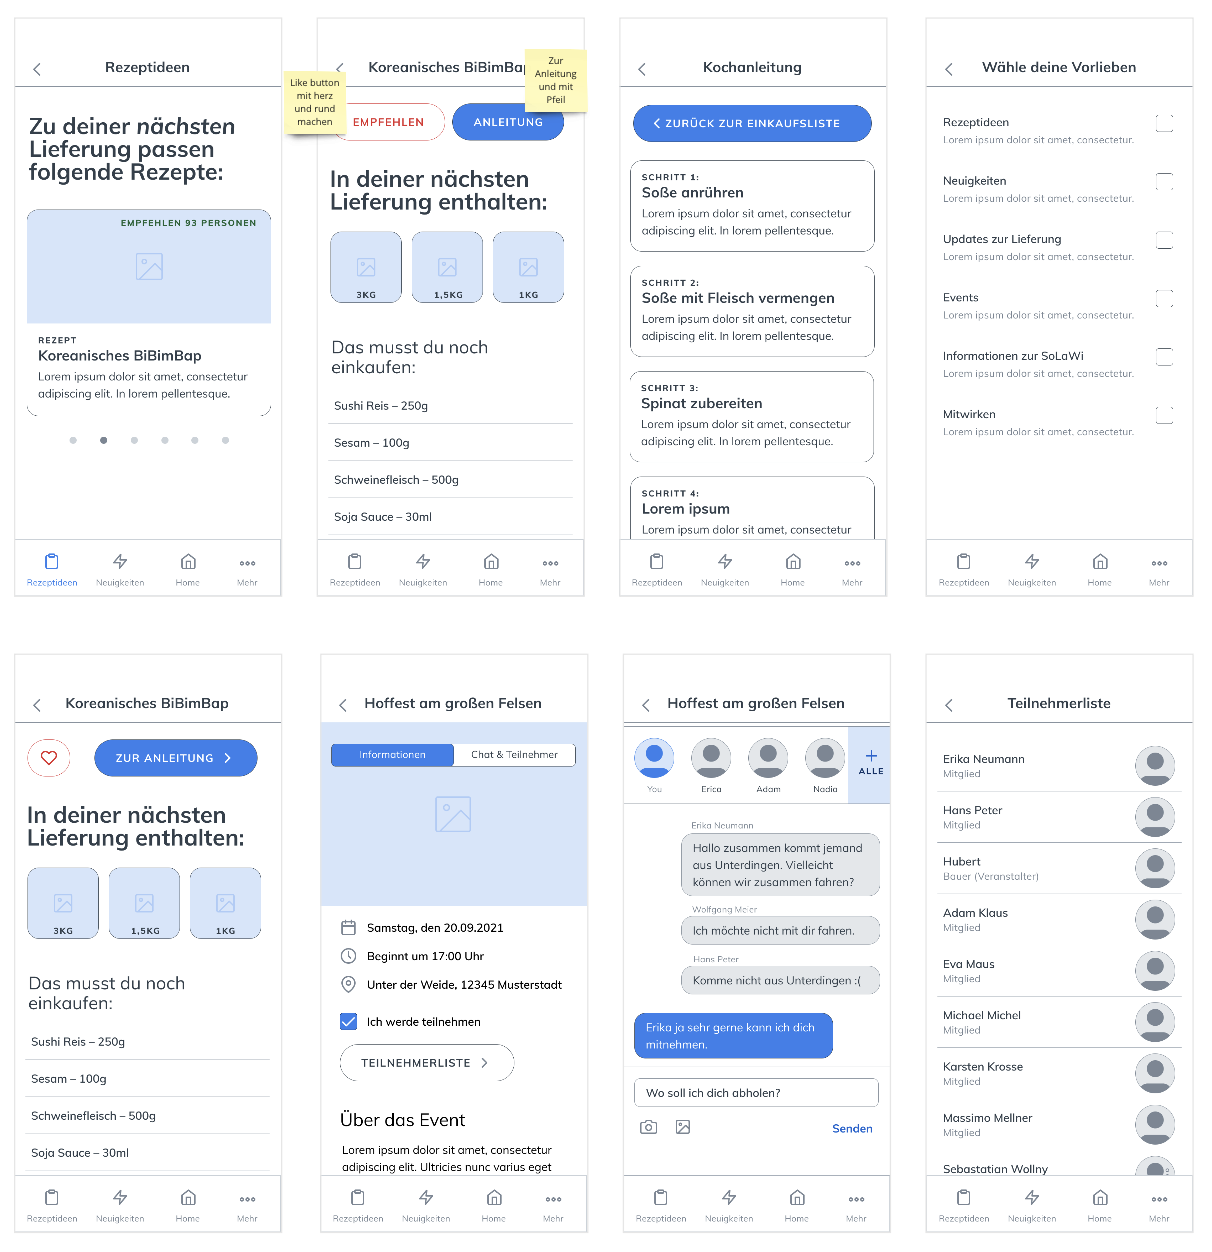 Rezeptideen
Zu deiner nächsten
Lieferung passen
folgende Rezepte:
EMPFEHLEN 93 PERSONEN
REZEPT
Koreanisches BiBimBap
Lorem ipsum dolor sit amet, consectetur
adipiscing elit. In lorem pellentesque.
Rezeptideen
Neuigkeiten
Home
Mehr
Like button
mit herz
und rund
machen
Koreanisches BiBimBap
Zur
Anleitung
und mit
Pfeil
EMPFEHLEN
ANLEITUNG
In deiner nächsten
Lieferung enthalten:
3KG
1,5KG
1KG
Das musst du noch
einkaufen:
Sushi Reis – 250g
Sesam – 100g
Schweinefleisch – 500g
Soja Sauce – 30ml
Rezeptideen
Neuigkeiten
Home
Mehr
Kochanleitung
ZURÜCK ZUR EINKAUFSLISTE
SCHRITT 1:
Soße anrühren
Lorem ipsum dolor sit amet, consectetur
adipiscing elit. In lorem pellentesque.
SCHRITT 2:
Soße mit Fleisch vermengen
Lorem ipsum dolor sit amet, consectetur
adipiscing elit. In lorem pellentesque.
SCHRITT 3:
Spinat zubereiten
Lorem ipsum dolor sit amet, consectetur
adipiscing elit. In lorem pellentesque.
SCHRITT 4:
Lorem ipsum
Lorem ipsum dolor sit amet, consectetur
Rezeptideen
Neuigkeiten
Home
Mehr
Wähle deine Vorlieben
Rezeptideen
Lorem ipsum dolor sit amet, consectetur.
Neuigkeiten
Lorem ipsum dolor sit amet, consectetur.
Updates zur Lieferung
Lorem ipsum dolor sit amet, consectetur.
Events
Lorem ipsum dolor sit amet, consectetur.
Informationen zur SoLaWi
Lorem ipsum dolor sit amet, consectetur.
Mitwirken
Lorem ipsum dolor sit amet, consectetur.
Rezeptideen
Neuigkeiten
Home
Mehr
Koreanisches BiBimBap
ZUR ANLEITUNG
In deiner nächsten
Lieferung enthalten:
3KG
1,5KG
1KG
Das musst du noch
einkaufen:
Sushi Reis – 250g
Sesam – 100g
Schweinefleisch – 500g
Soja Sauce – 30ml
Rezeptideen
Neuigkeiten
Home
Mehr
Hoffest am großen Felsen
Informationen
Chat & Teilnehmer
Samstag, den 20.09.2021
Beginnt um 17:00 Uhr
Unter der Weide, 12345 Musterstadt
Ich werde teilnehmen
TEILNEHMERLISTE
Über das Event
Lorem ipsum dolor sit amet, consectetur
adipiscing elit. Ultricies nunc varius eget
Rezeptideen
Neuigkeiten
Home
Mehr
Hoffest am großen Felsen
You
Erica
Adam
Nadia
ALLE
Erika Neumann
Hallo zusammen kommt jemand
aus Unterdingen. Vielleicht
können wir zusammen fahren?
Wolfgang Meier
Ich möchte nicht mit dir fahren.
Hans Peter
Komme nicht aus Unterdingen :(
Erika ja sehr gerne kann ich dich
mitnehmen.
Wo soll ich dich abholen?
Senden
Rezeptideen
Neuigkeiten
Home
Mehr
Teilnehmerliste
Erika Neumann
Mitglied
Hans Peter
Mitglied
Hubert
Bauer (Veranstalter)
Adam Klaus
Mitglied
Eva Maus
Mitglied
Michael Michel
Mitglied
Karsten Krosse
Mitglied
Massimo Mellner
Mitglied
Sebastatian Wollny
Rezeptideen
Neuigkeiten
Home
Mehr